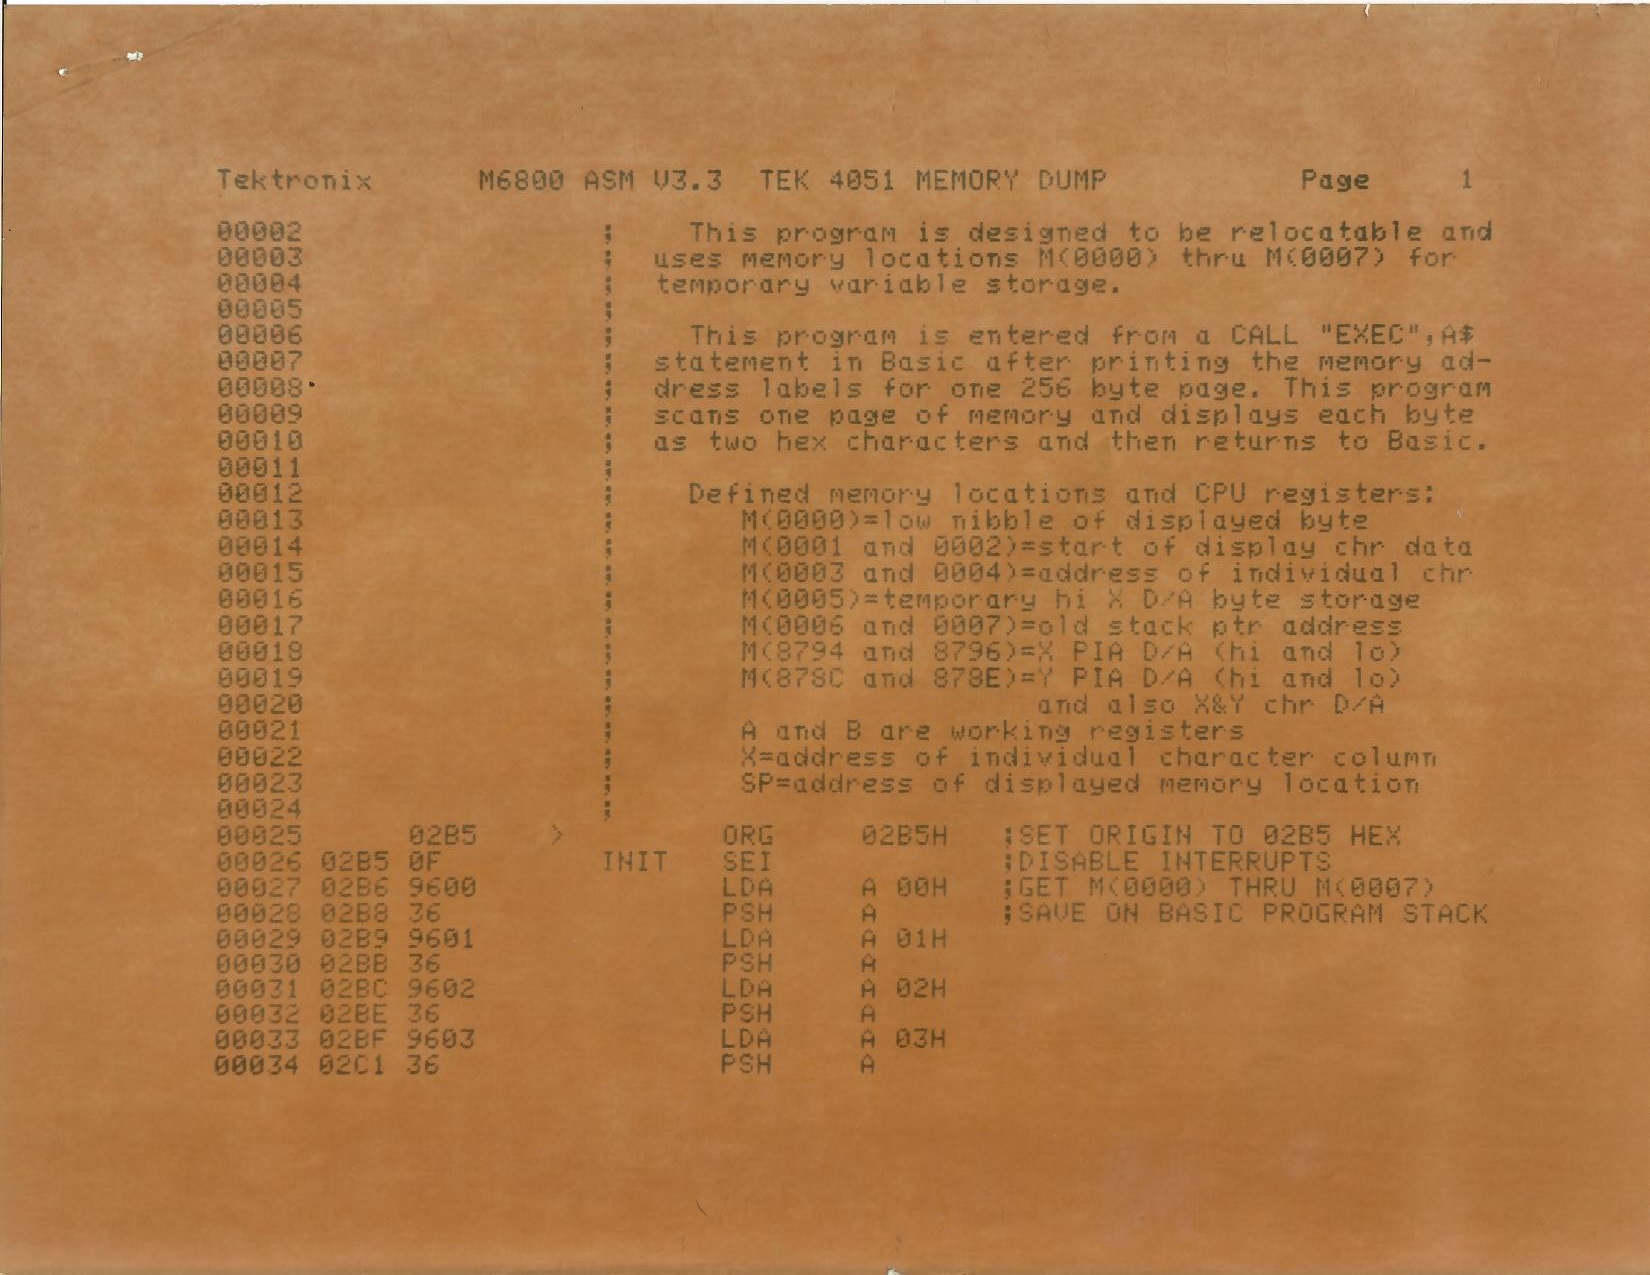 Tektronix      M6800 ASM V3.3  TEK 4051 MEMORY DUMP           Page     1
00002                 ;    This program is designed to be relocatable and
00003                 ;  uses memory locations M(0000) thru M(0007) for
00004                 ;  temporary variable storage.
00005                 ;
00006                 ;    This program is entered from a CALL "EXEC",A$
00007                 ;  statement in Basic after printing the memory ad-
00008                 ;  dress labels for one 256 byte page. This program
00009                 ;  scans one page of memory and displays each byte
00010                 ;  as two hex characters and then returns to Basic.
00011                 ;
00012                 ;    Defined memory locations and CPU registers:
00013                 ;       M(0000)=low nibble of displayed byte
00014                 ;       M(0001 and 0002)=start of display chr data
00015                 ;       M(0003 and 0004)=address of individual chr
00016                 ;       M(0005)=temporary hi X D/A byte storage
00017                 ;       M(0006 and 0007)=old stack ptr address
00018                 ;       M(8794 and 8796)=X PIA D/A (hi and lo)
00019                 ;       M(878C and 878E)=Y PIA D/A (hi and lo)
00020                 ;                        and also X&Y chr D/A
00021                 ;       A and B are working registers
00022                 ;       X=address of individual character column
00023                 ;       SP=address of displayed memory location
00024                 ;
00025      02B5    >         ORG     02B5H   ;SET ORIGIN TO 02B5 HEX
00026 02B5 0F         INIT   SEI             ;DISABLE INTERRUPTS
00027 02B6 9600              LDA     A 00H   ;GET M(0000) THRU M(0007)
00028 02B8 36                PSH     A       ;SAVE ON BASIC PROGRAM STACK
00029 02B9 9601              LDA     A 01H
00030 02BB 36                PSH     A
00031 02BC 9602              LDA     A 02H
00032 02BE 36                PSH     A
00033 02BF 9603              LDA     A 03H
00034 02C1 36                PSH     A